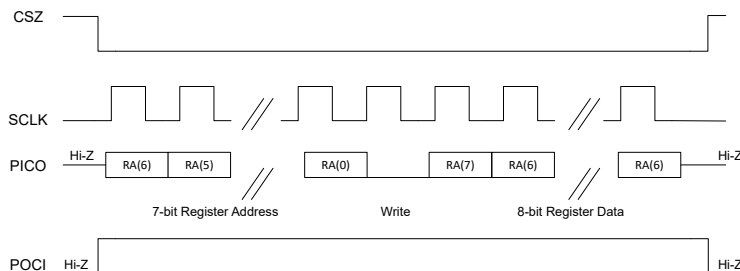 CSZ
SCLK
Hi-Z Hi-Z
PICO RA(6) RA(5) RA(0) RA(7) RA(6) RA(6)
7-bit Register Address Write 8-bit Register Data
POCI Hi-Z Hi-Z